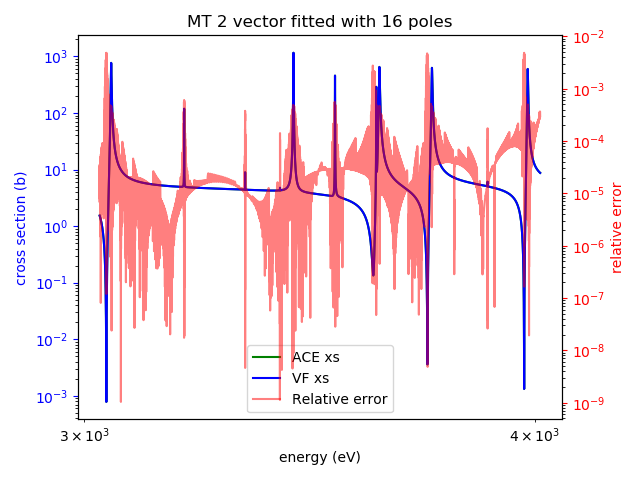 MT 2 vector fitted with 16 poles
10³
10²
10¹
10⁰
10⁻¹
10⁻²
10⁻³
cross section (b)
10⁻²
10⁻³
10⁻⁴
10⁻⁵
10⁻⁶
10⁻⁷
10⁻⁸
10⁻⁹
relative error
ACE xs
VF xs
Relative error
3 × 10³
4 × 10³
energy (eV)